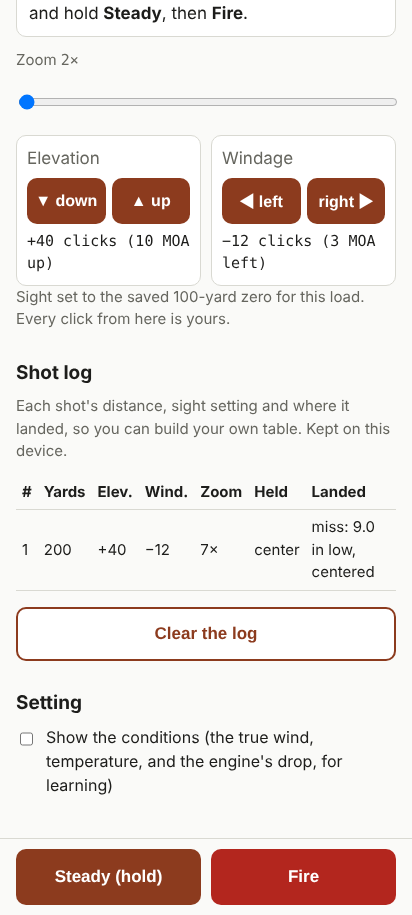 and hold Steady, then Fire.
Zoom 2×
Elevation
▼ down
▲ up
+40 clicks (10 MOA
up)
Windage
◀ left
right ▶
−12 clicks (3 MOA
left)
Sight set to the saved 100-yard zero for this load.
Every click from here is yours.
Shot log
Each shot's distance, sight setting and where it
landed, so you can build your own table. Kept on this
device.
# Yards Elev. Wind. Zoom Held Landed
1 200 +40 −12 7× center miss: 9.0
in low,
centered
Clear the log
Setting
Show the conditions (the true wind,
temperature, and the engine's drop, for
learning)
Steady (hold)
Fire